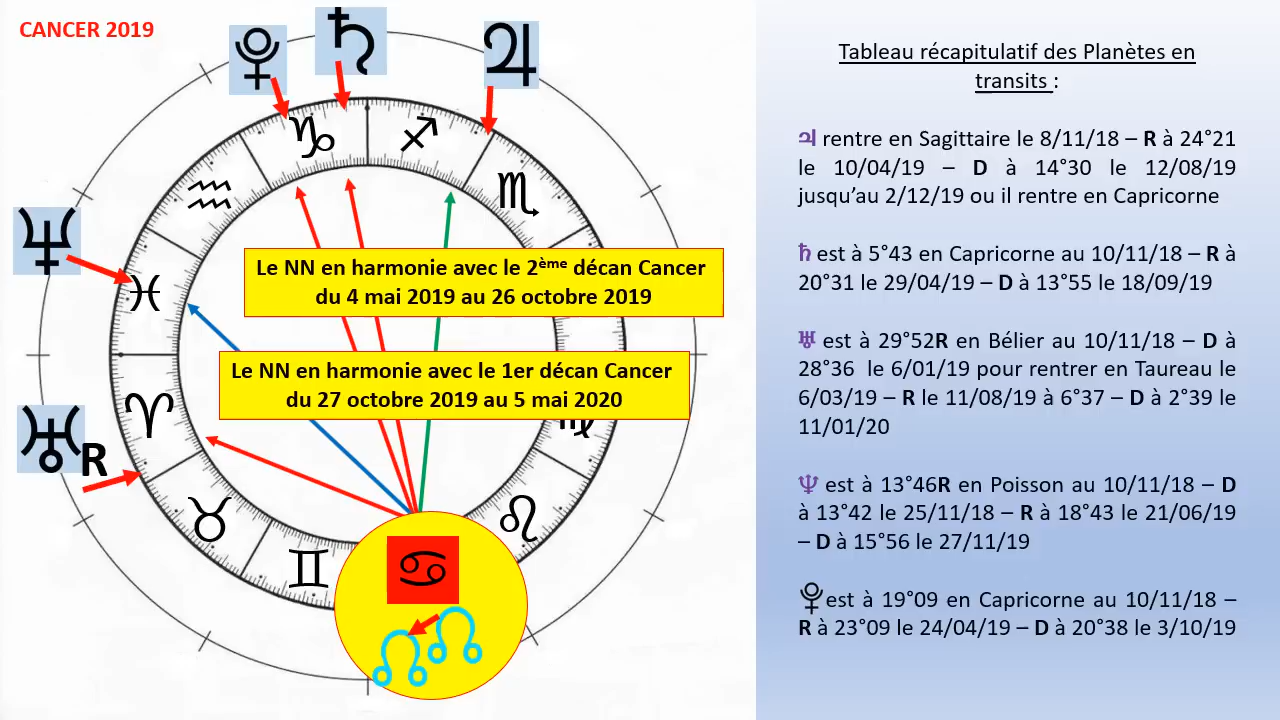 CANCER 2019
R
Le NN en harmonie avec le 2ème décan Cancer
du 4 mai 2019 au 26 octobre 2019
Le NN en harmonie avec le 1er décan Cancer
du 27 octobre 2019 au 5 mai 2020
Tableau récapitulatif des Planètes en
transits :
♃ rentre en Sagittaire le 8/11/18 – R à 24°21
le 10/04/19 – D à 14°30 le 12/08/19
jusqu’au 2/12/19 ou il rentre en Capricorne
♄ est à 5°43 en Capricorne au 10/11/18 – R à
20°31 le 29/04/19 – D à 13°55 le 18/09/19
♅ est à 29°52R en Bélier au 10/11/18 – D à
28°36 le 6/01/19 pour rentrer en Taureau le
6/03/19 – R le 11/08/19 à 6°37 – D à 2°39 le
11/01/20
♆ est à 13°46R en Poisson au 10/11/18 – D
à 13°42 le 25/11/18 – R à 18°43 le 21/06/19
– D à 15°56 le 27/11/19
est à 19°09 en Capricorne au 10/11/18 –
R à 23°09 le 24/04/19 – D à 20°38 le 3/10/19